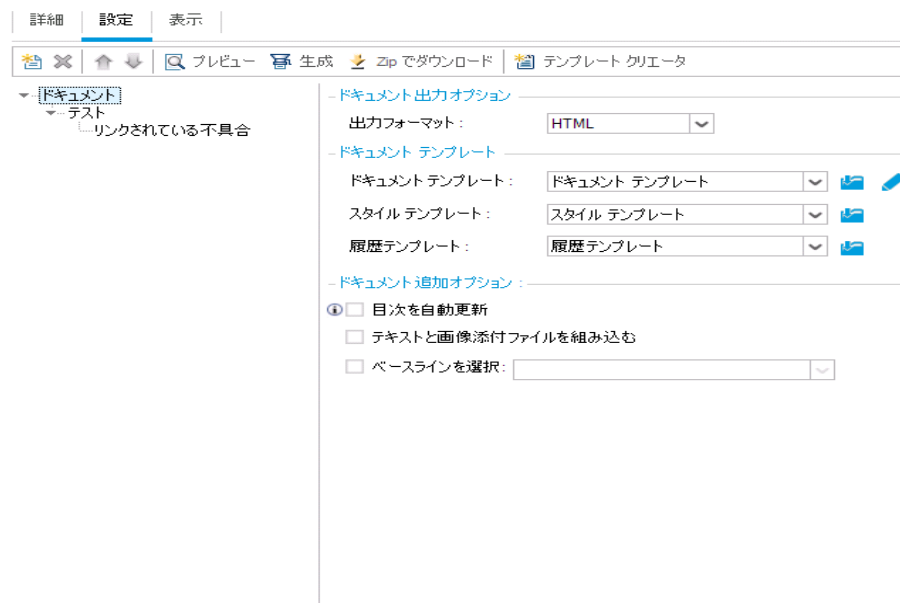 詳細 設定 表示
プレビュー 生成 Zip でダウンロード テンプレート クリエータ
ドキュメント
テスト
リンクされている不具合
ドキュメント出力オプション
出力フォーマット: HTML
ドキュメント テンプレート
ドキュメント テンプレート: ドキュメント テンプレート
スタイル テンプレート: スタイル テンプレート
履歴テンプレート: 履歴テンプレート
ドキュメント追加オプション:
目次を自動更新
テキストと画像添付ファイルを組み込む
ベースラインを選択: